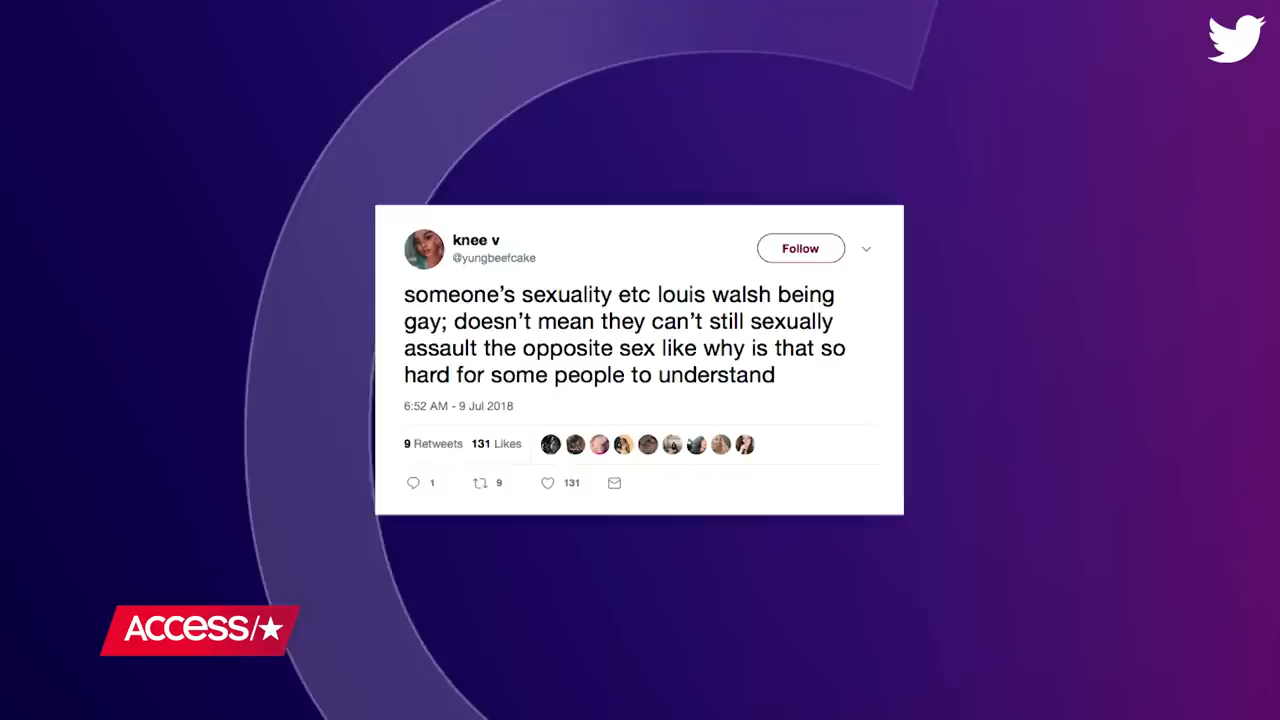 knee v
@yungbeefcake
Follow
someone’s sexuality etc louis walsh being
gay; doesn’t mean they can’t still sexually
assault the opposite sex like why is that so
hard for some people to understand
6:52 AM - 9 Jul 2018
9 Retweets 131 Likes
1 9 131
ACCESS/